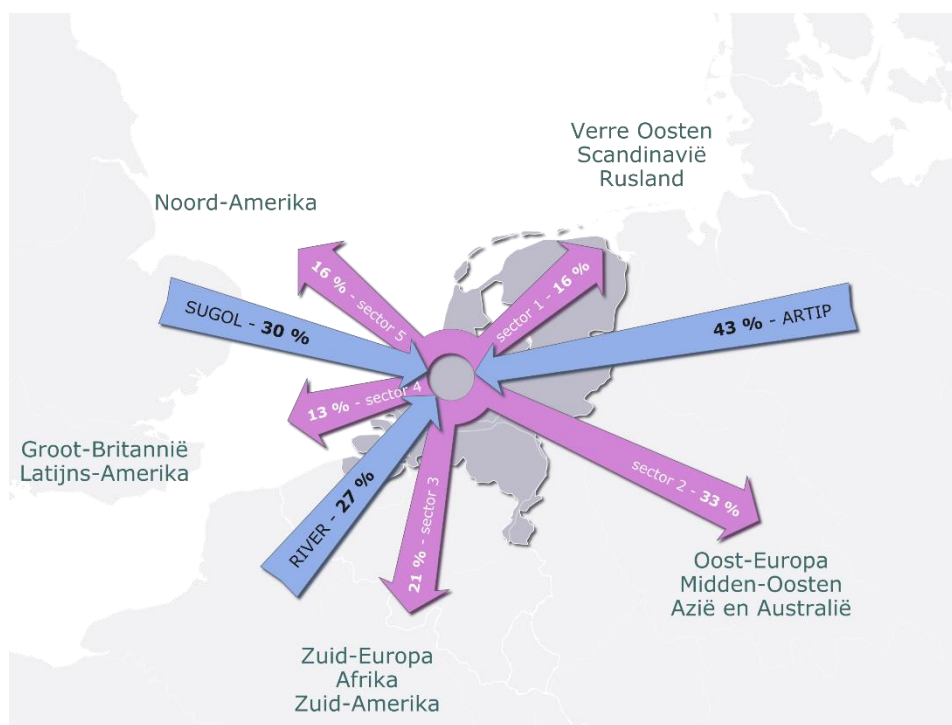 Verre Oosten
Scandinavië
Rusland
Noord-Amerika
16 % - sector 5
sector 1 - 16 %
SUGOL - 30 %
43 % - ARTIP
13 % - sector 4
Groot-Britannië
Latijns-Amerika
RIVER - 27 %
21 % - sector 3
sector 2 - 33 %
Oost-Europa
Midden-Oosten
Azië en Australië
Zuid-Europa
Afrika
Zuid-Amerika